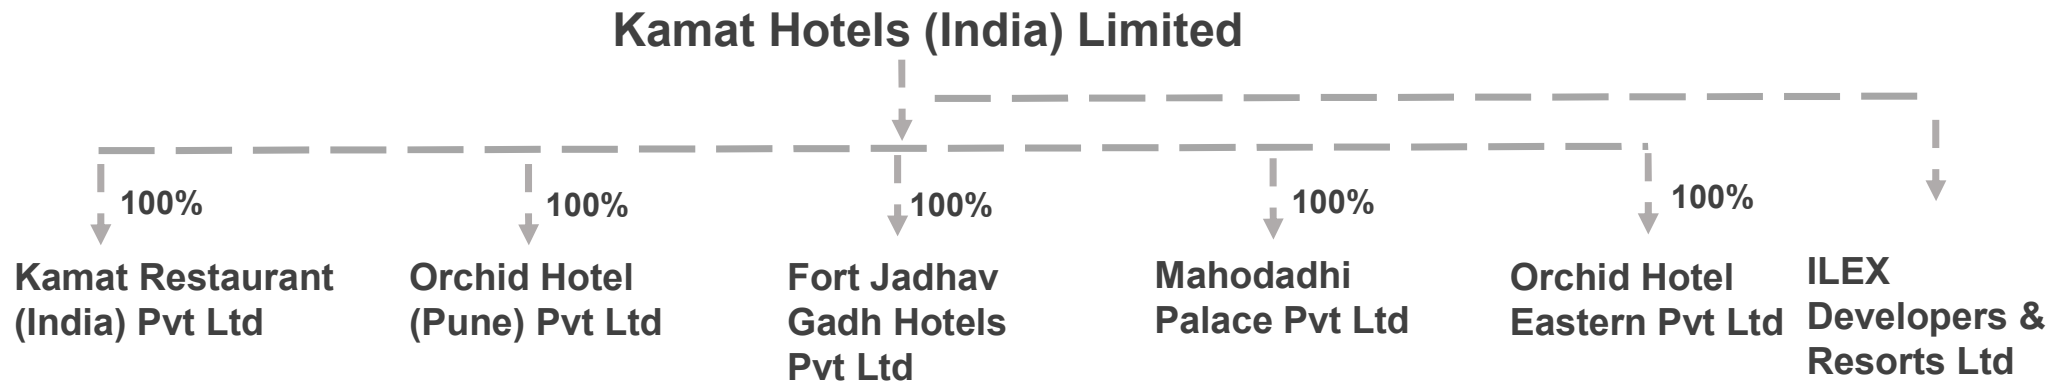 Kamat Hotels (India) Limited
100%
100%
100%
100%
100%
Kamat Restaurant
(India) Pvt Ltd
Orchid Hotel
(Pune) Pvt Ltd
Fort Jadhav
Gadh Hotels
Pvt Ltd
Mahodadhi
Palace Pvt Ltd
Orchid Hotel
Eastern Pvt Ltd
ILEX
Developers &
Resorts Ltd